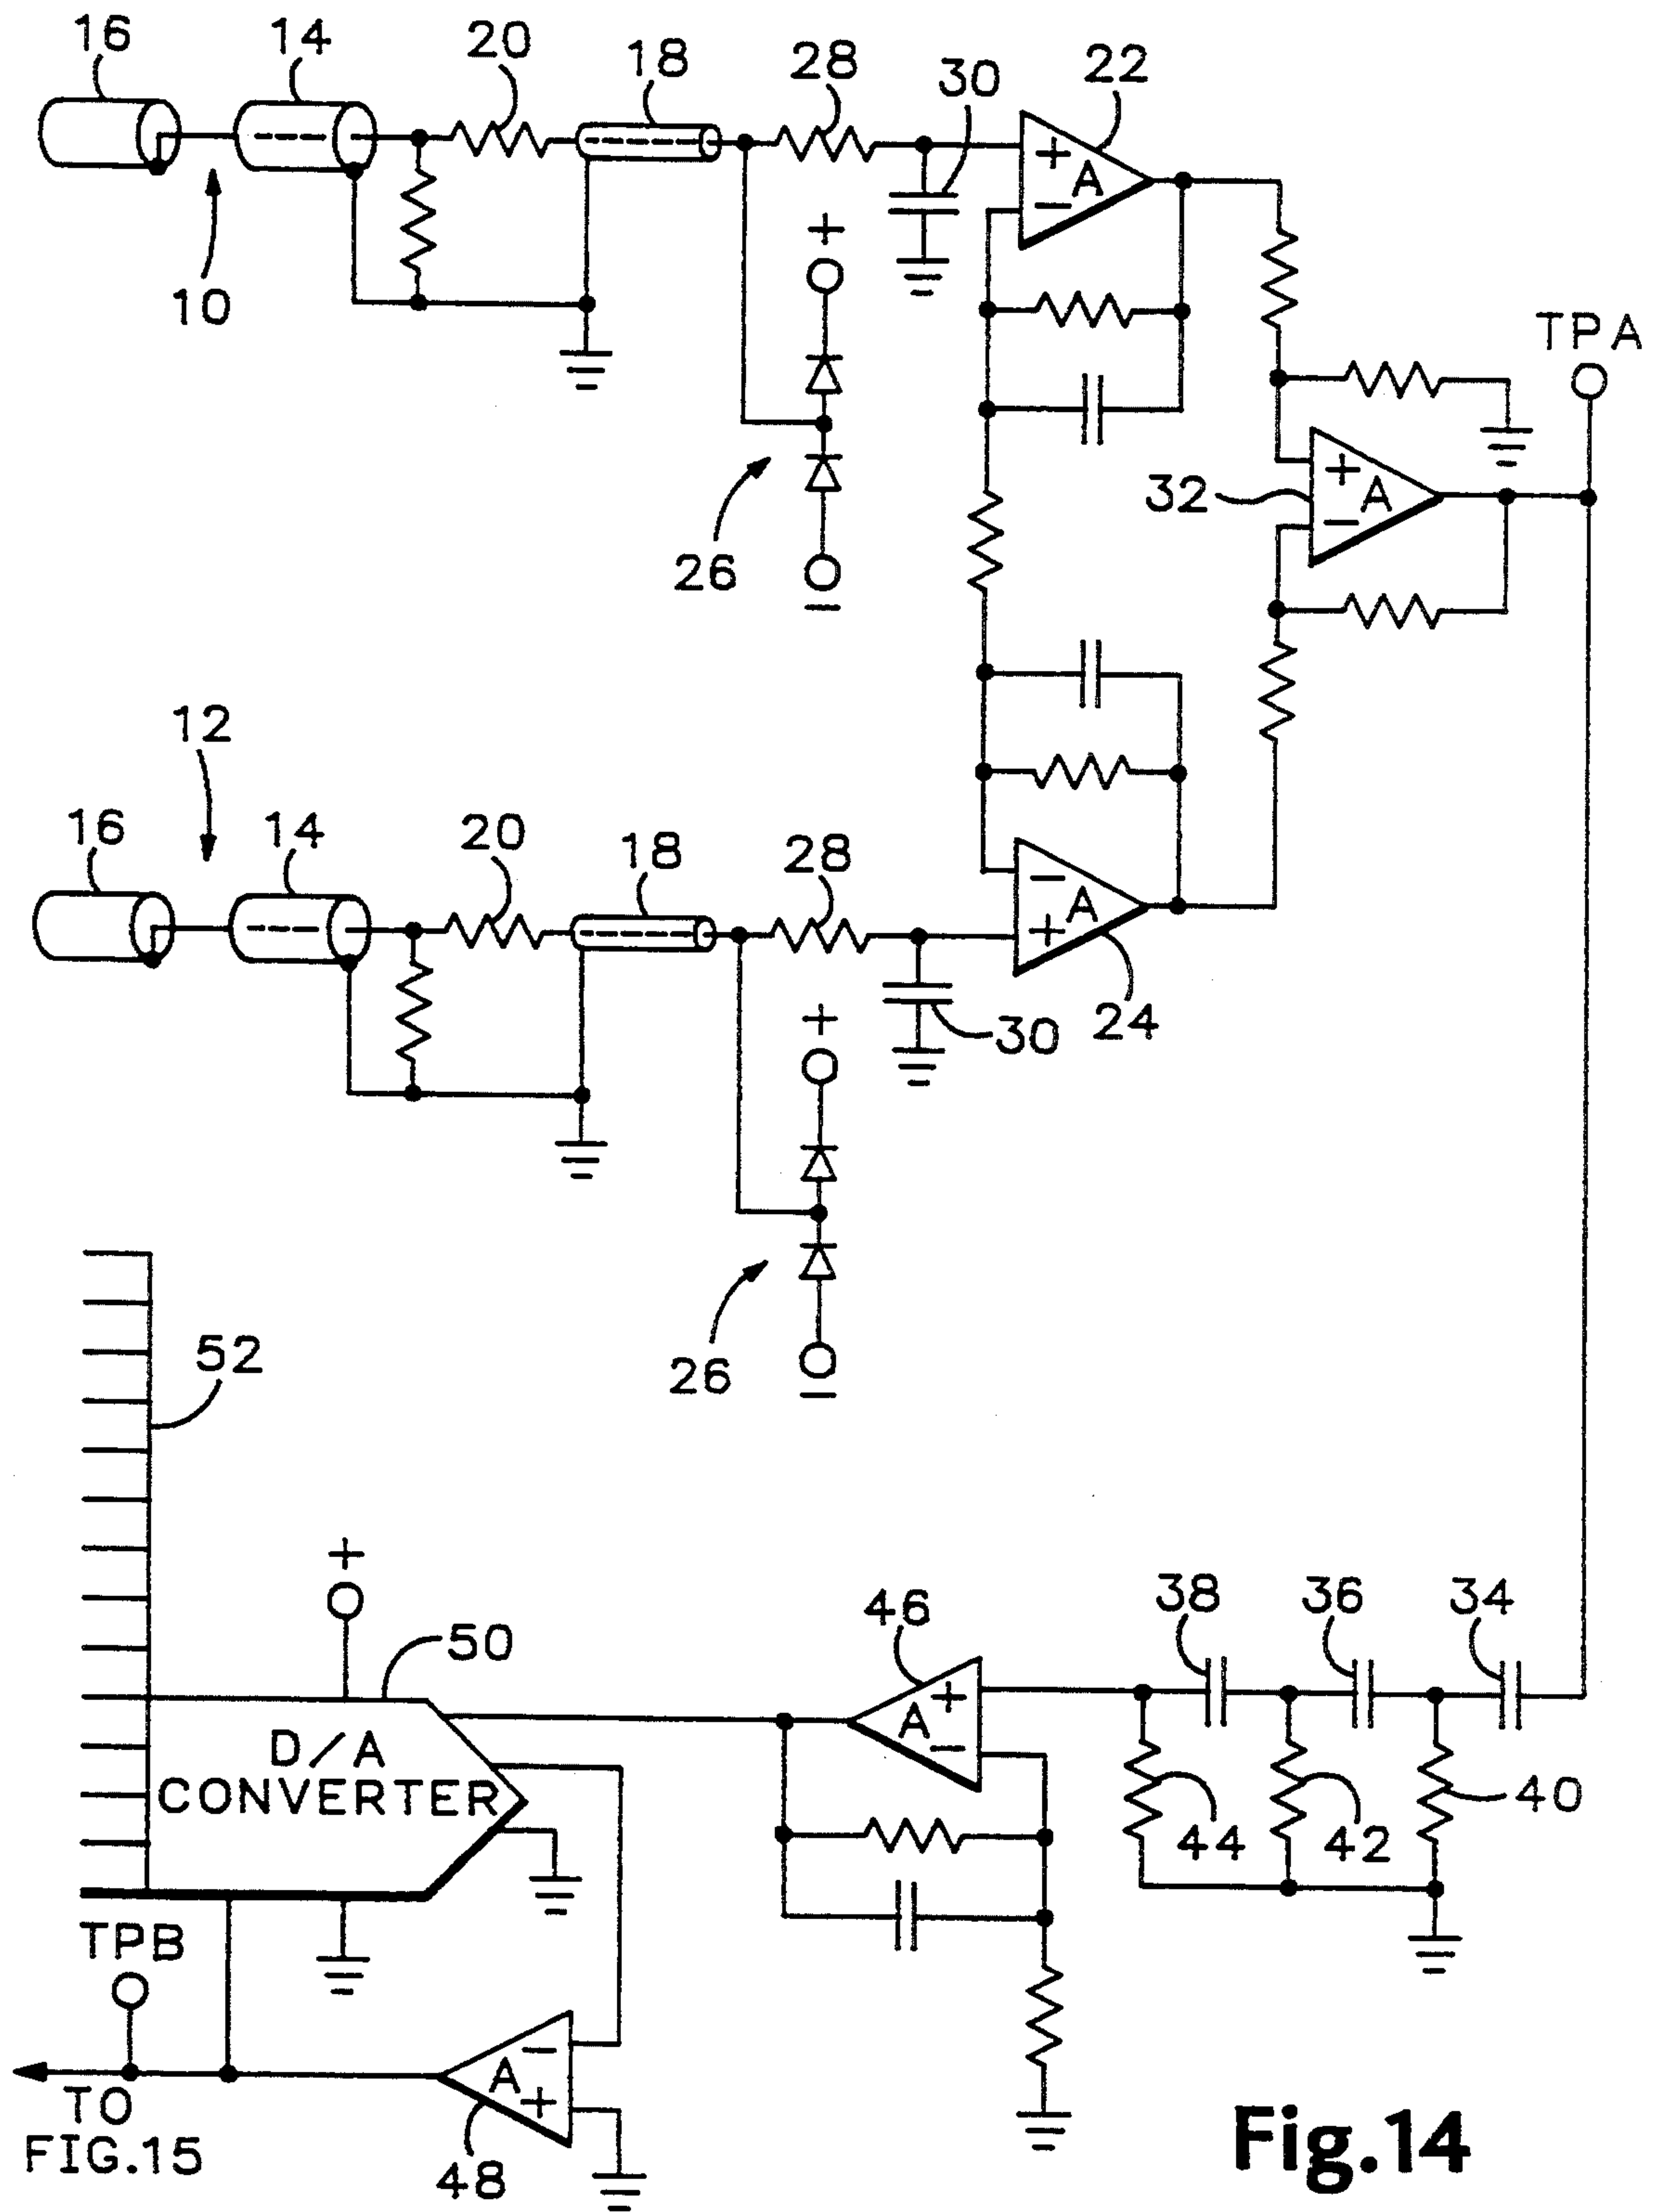 16 14 20 18 28 30 22
+
A
−
10
+
26
−
TPA
32
+
A
−
12
16 14 20 18 28
−
A
+
30
24
+
26
−
52
+
50
D/A
CONVERTER
46
+
A
−
38 36 34
44 42 40
TPB
TO
FIG.15
−
A
+
48
Fig.14